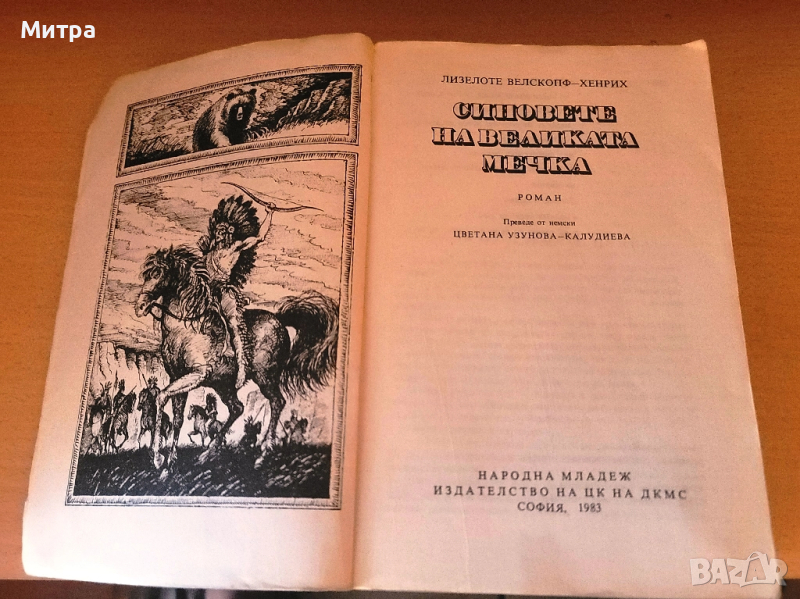 Митра
ЛИЗЕЛОТЕ ВЕЛСКОПФ—ХЕНРИХ
СИНОВЕТЕ
НА ВЕЛИКАТА
МЕЧКА
РОМАН
Преведе от немски
ЦВЕТАНА УЗУНОВА—КАЛУДИЕВА
НАРОДНА МЛАДЕЖ
ИЗДАТЕЛСТВО НА ЦК НА ДКМС
СОФИЯ, 1983
BAZAR